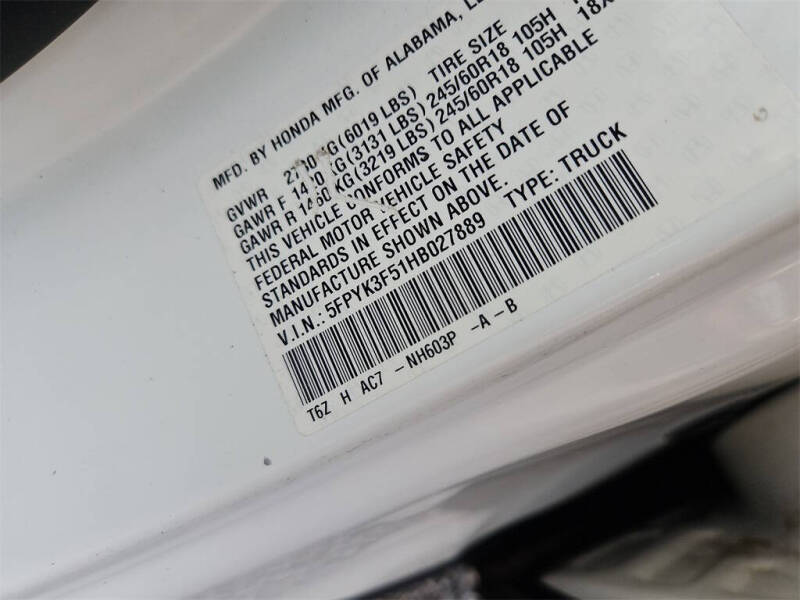 MFD. BY HONDA MFG. OF ALABAMA,
GVWR KG(6019 LBS) TIRE SIZE
GAWR F KG(3131 LBS) 245/60R18 105H
GAWR R 1460 KG(3219 LBS) 245/60R18 105H 18X
THIS VEHICLE CONFORMS TO ALL APPLICABLE
FEDERAL MOTOR VEHICLE SAFETY
STANDARDS IN EFFECT ON THE DATE OF
MANUFACTURE SHOWN ABOVE.
V.I.N.: 5FPYK3F51HB027889 TYPE: TRUCK
T6Z H AC7 -NH603P -A-B